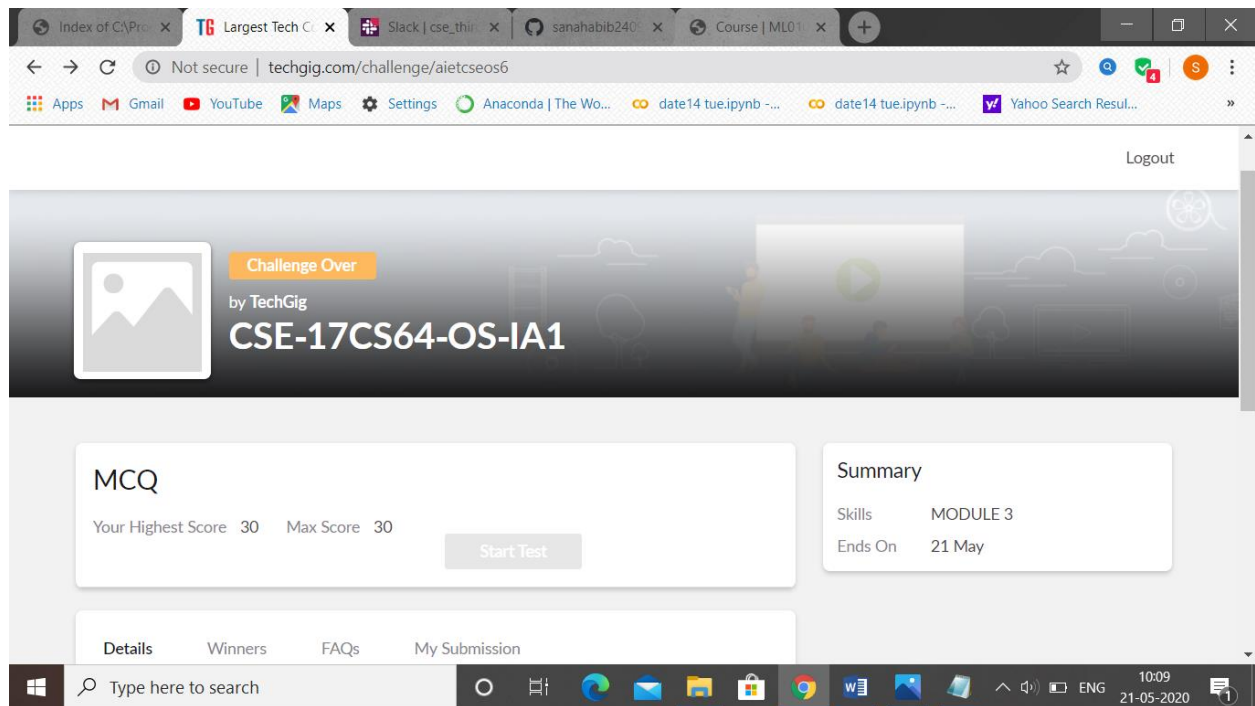 Index of C:\Pro
TG Largest Tech C
Slack | cse_thin
sanahabib240
Course | ML01
Not secure | techgig.com/challenge/aietcseos6
S
Apps Gmail YouTube Maps Settings Anaconda | The Wo... date14 tue.ipynb -... date14 tue.ipynb -... Yahoo Search Resul... »
Logout
Challenge Over
by TechGig
CSE-17CS64-OS-IA1
MCQ
Your Highest Score 30 Max Score 30
Start Test
Summary
Skills MODULE 3
Ends On 21 May
Details Winners FAQs My Submission
Type here to search
ENG
10:09
21-05-2020
1